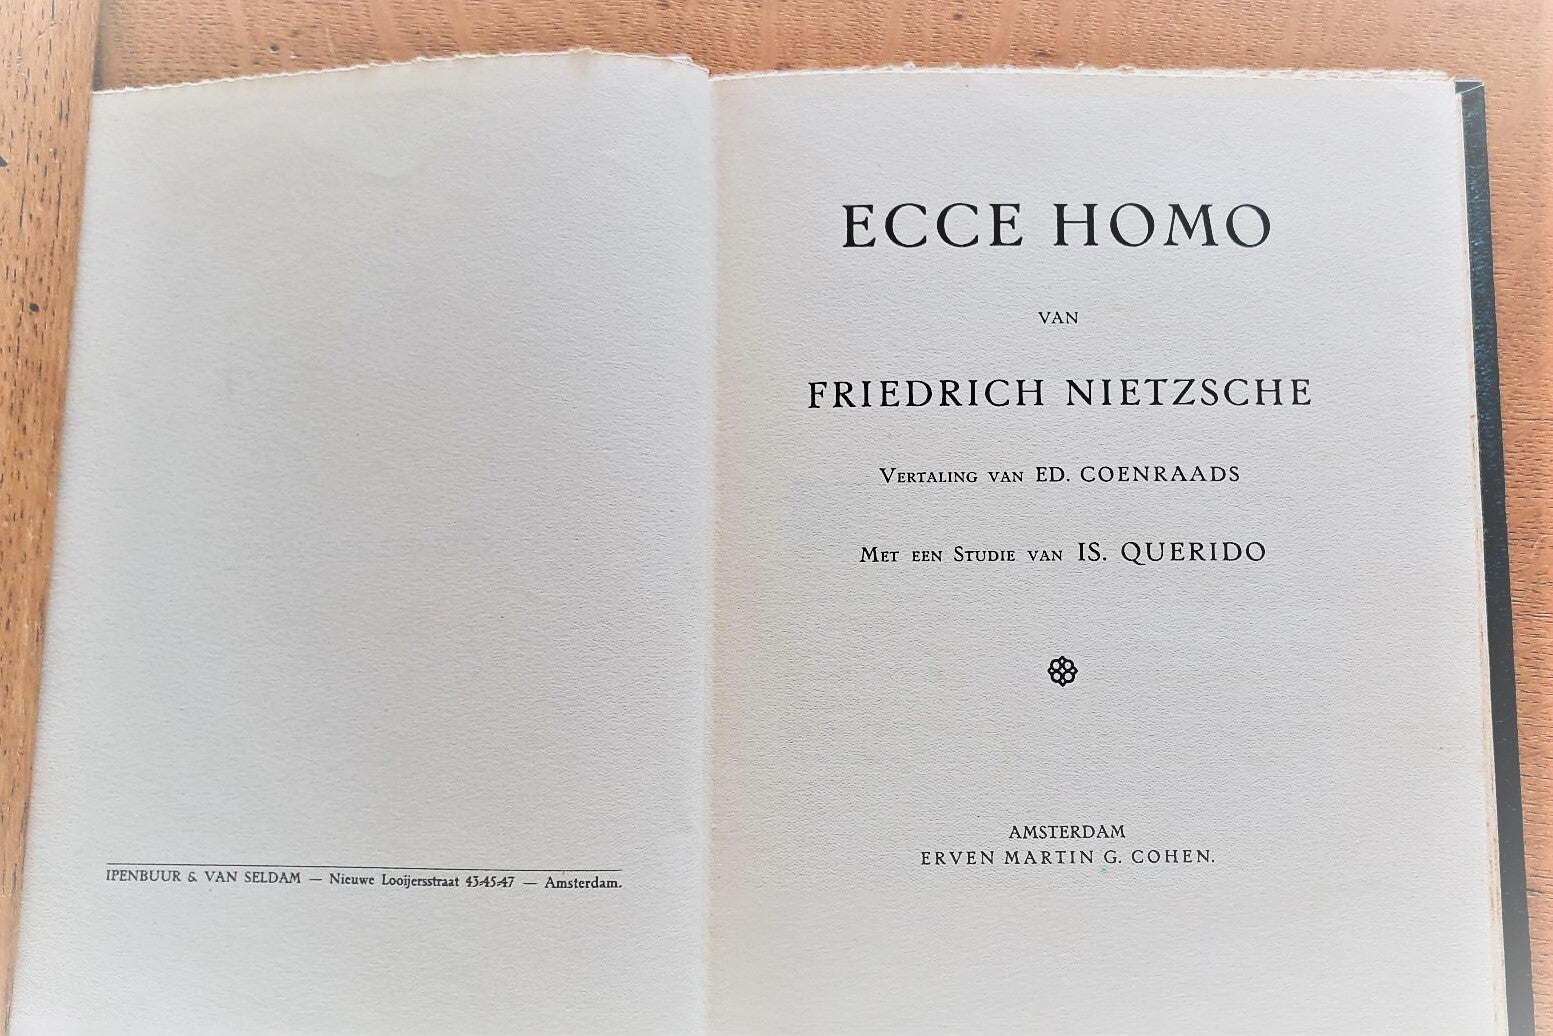 IPENBUUR & VAN SELDAM — Nieuwe Looijersstraat 43-45-47 — Amsterdam.
ECCE HOMO
VAN
FRIEDRICH NIETZSCHE
VERTALING VAN ED. COENRAADS
MET EEN STUDIE VAN IS. QUERIDO
AMSTERDAM
ERVEN MARTIN G. COHEN.